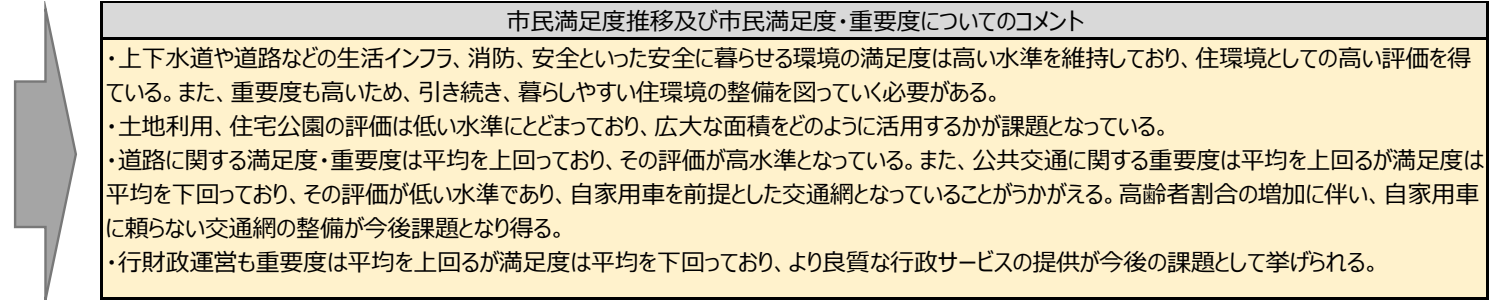 市民満足度推移及び市民満足度・重要度についてのコメント
・上下水道や道路などの生活インフラ、消防、安全といった安全に暮らせる環境の満足度は高い水準を維持しており、住環境としての高い評価を得
ている。また、重要度も高いため、引き続き、暮らしやすい住環境の整備を図っていく必要がある。
・土地利用、住宅公園の評価は低い水準にとどまっており、広大な面積をどのように活用するかが課題となっている。
・道路に関する満足度・重要度は平均を上回っており、その評価が高水準となっている。また、公共交通に関する重要度は平均を上回るが満足度は
平均を下回っており、その評価が低い水準であり、自家用車を前提とした交通網となっていることがうかがえる。高齢者割合の増加に伴い、自家用車
に頼らない交通網の整備が今後課題となり得る。
・行財政運営も重要度は平均を上回るが満足度は平均を下回っており、より良質な行政サービスの提供が今後の課題として挙げられる。